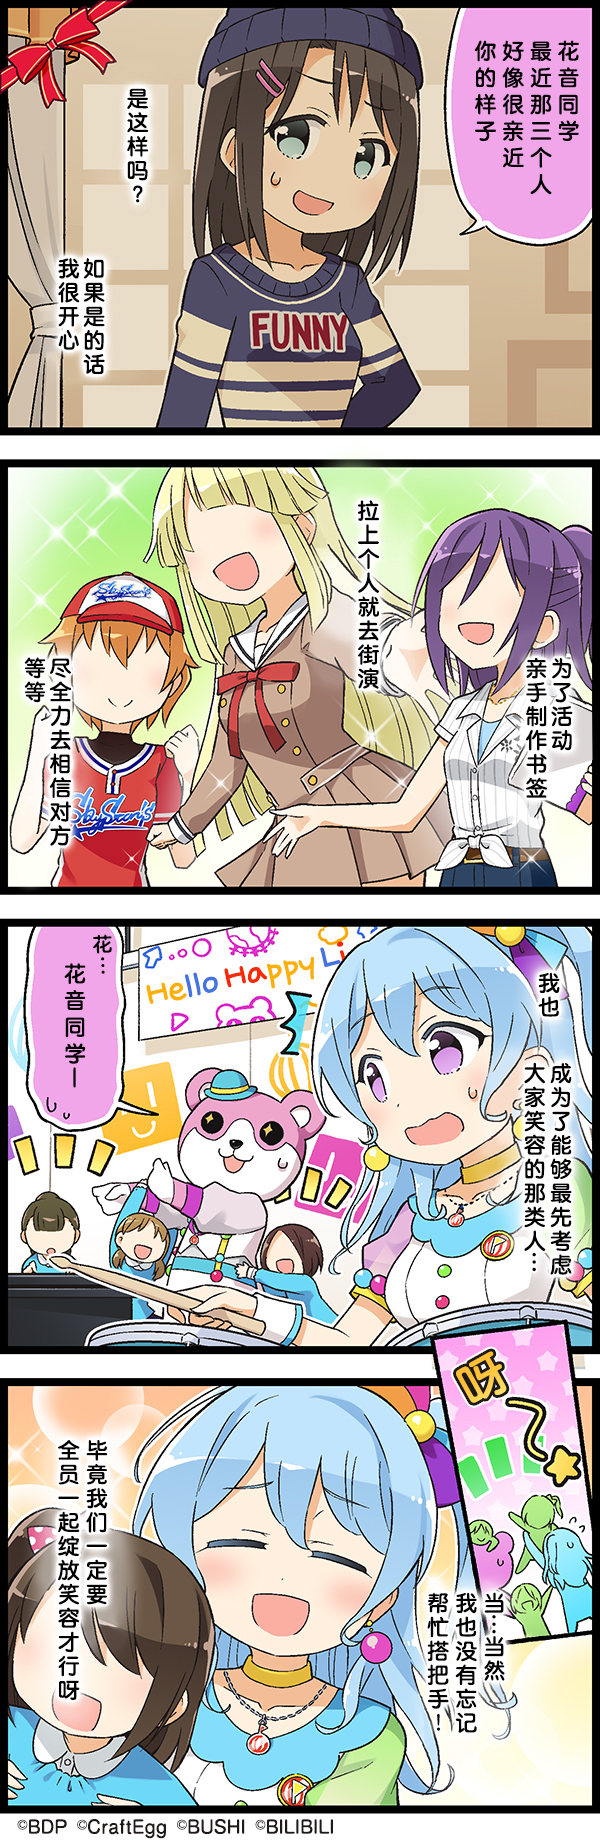 花音同学
最近那三个人
好像很亲近
你的样子
是这样吗？
如果是的话
我很开心
FUNNY
拉上个人就去街演
为了活动
亲手制作书签
尽全力去相信对方
等等
花…
花音同学ー
Hello Happy Li
我也
成为了能够最先考虑
大家笑容的那类人…
呀
当…当然
我也没有忘记
帮忙搭把手！
毕竟我们一定要
全员一起绽放笑容才行呀
©BDP ©CraftEgg ©BUSHI ©BILIBILI